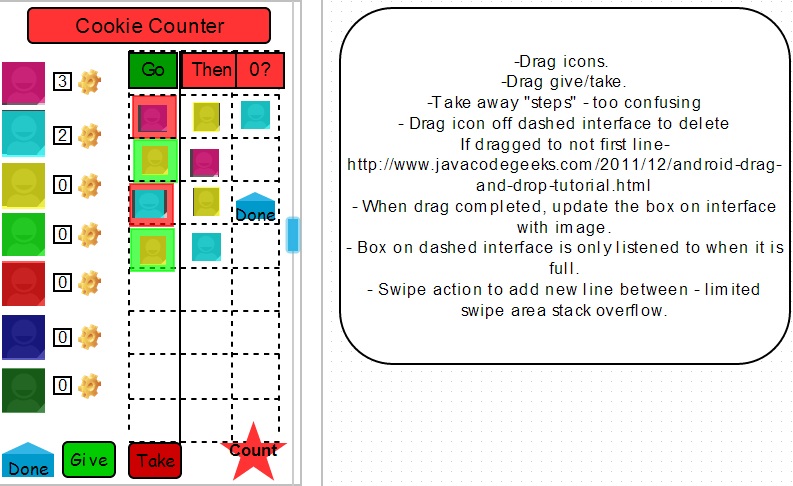 Cookie Counter
Go Then 0?
3
2
0
0
0
0
0
Done
Done Give Take Count
-Drag icons.
-Drag give/take.
-Take away "steps" - too confusing
- Drag icon off dashed interface to delete
If dragged to not first line-
http://www.javacodegeeks.com/2011/12/android-drag-
and-drop-tutorial.html
- When drag completed, update the box on interface
with image.
- Box on dashed interface is only listened to when it is
full.
- Swipe action to add new line between - limited
swipe area stack overflow.